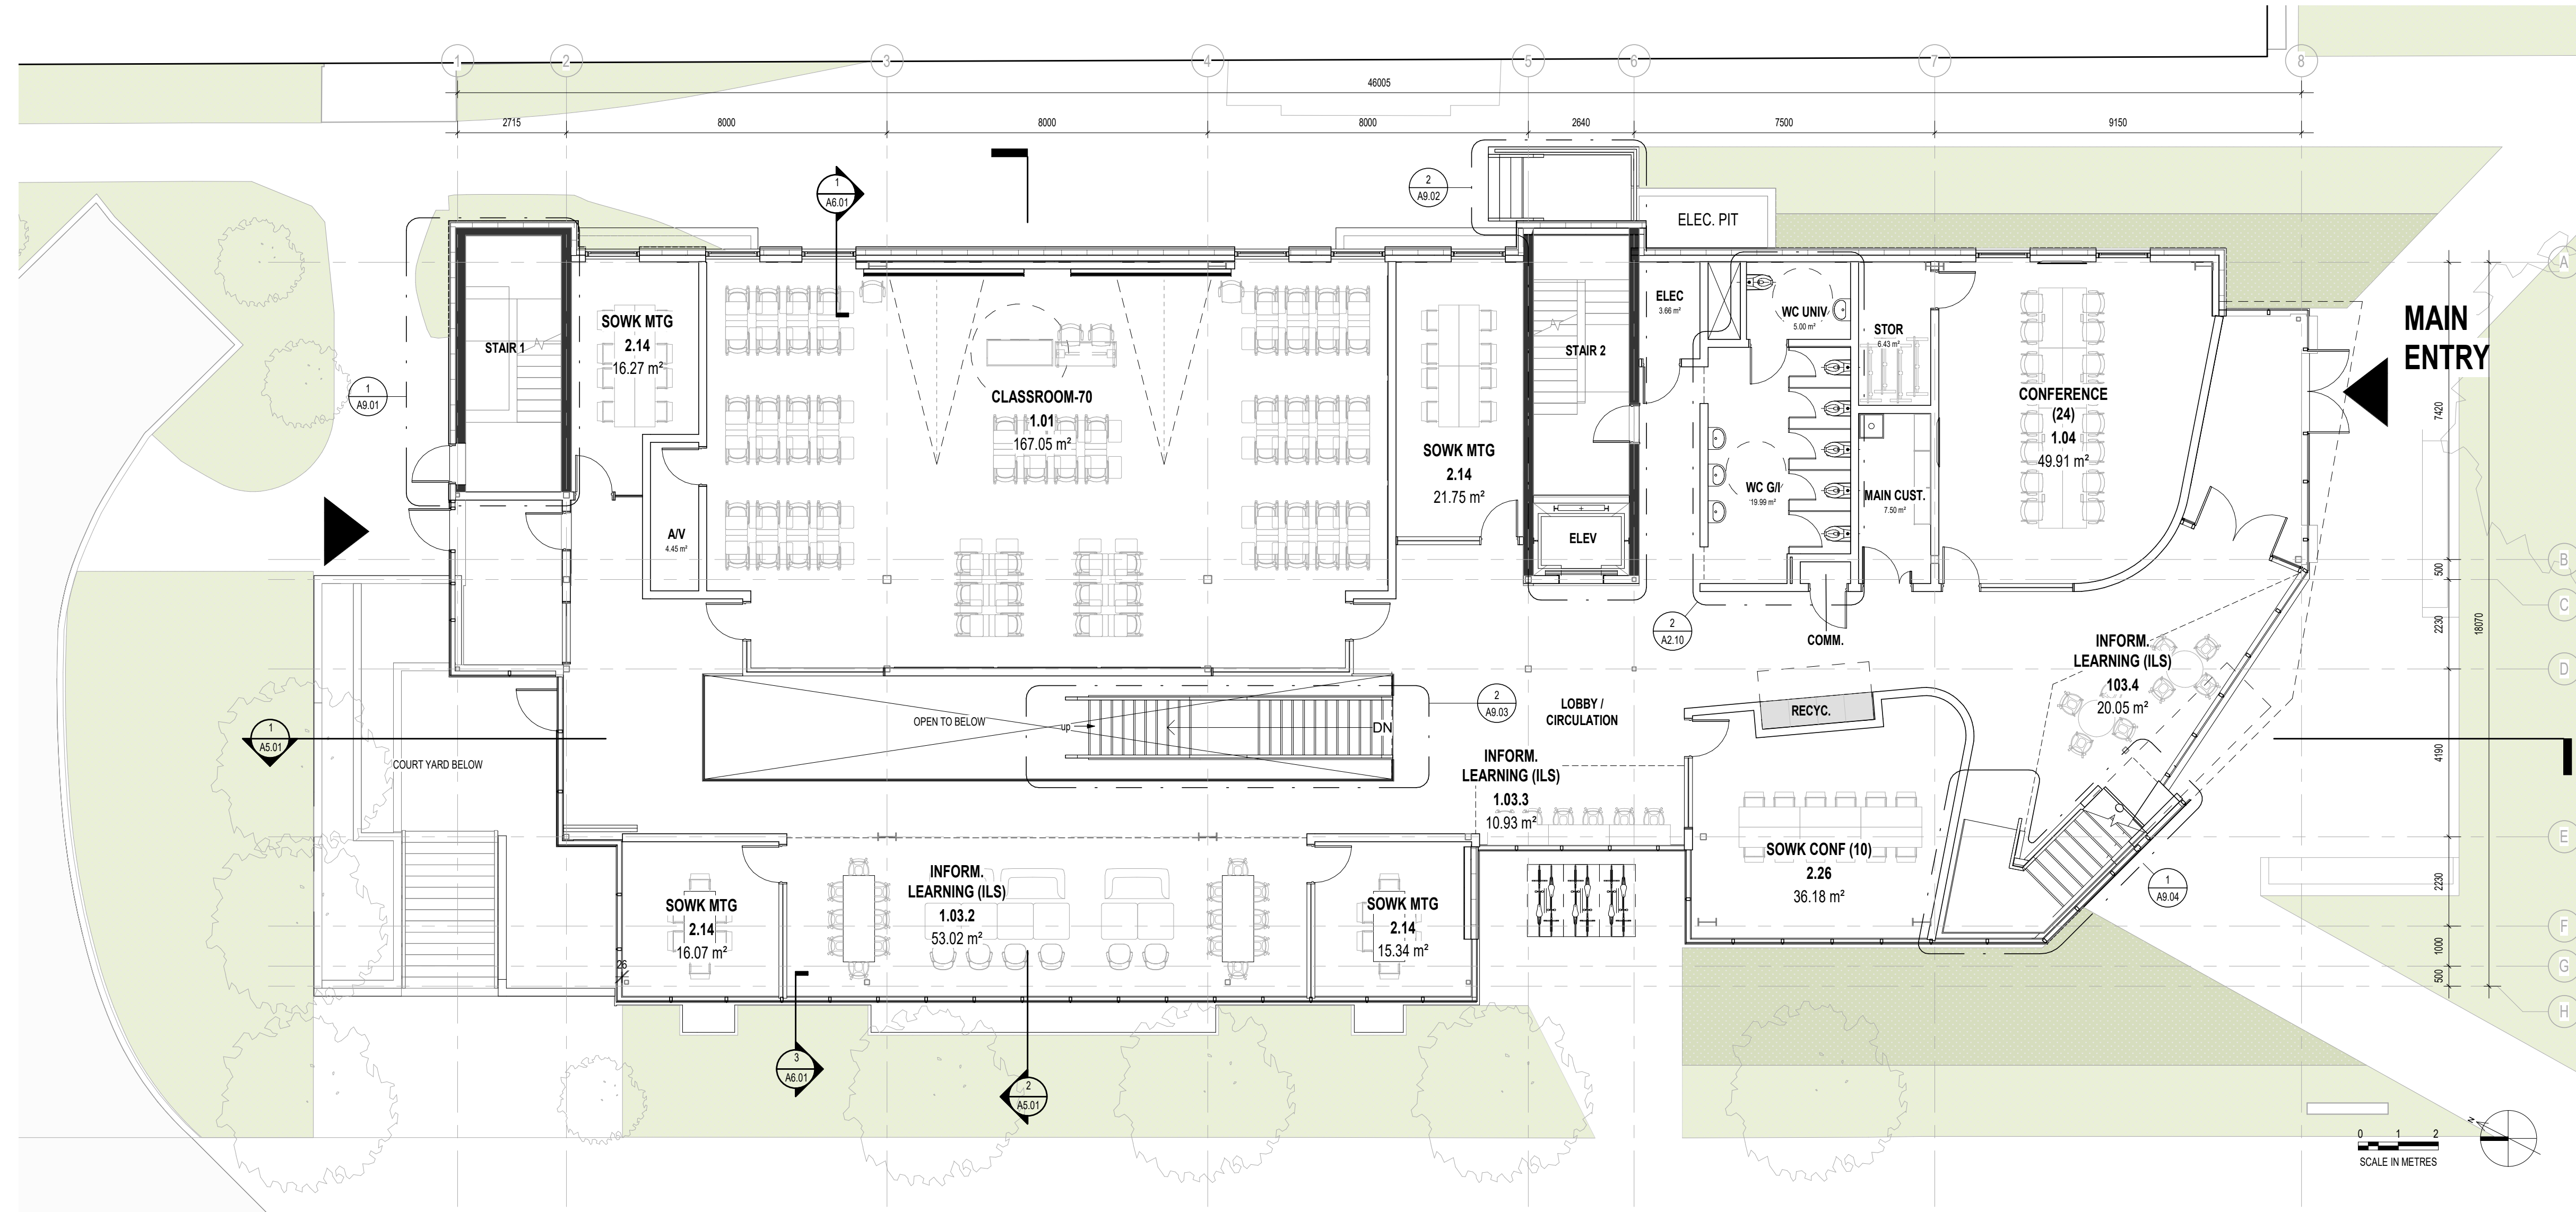 1 2 3 4 5 6 7 8
46005
2715 8000 8000 8000 2640 7500 9150
1
A6.01
2
A9.02
ELEC. PIT
A
MAIN
ENTRY
STAIR 1
SOWK MTG
2.14
16.27 m²
CLASSROOM-70
1.01
167.05 m²
SOWK MTG
2.14
21.75 m²
STAIR 2
ELEC
3.66 m²
WC UNIV
5.00 m²
STOR
6.43 m²
CONFERENCE
(24)
1.04
49.91 m²
7420
1
A9.01
A/V
4.45 m²
ELEV
WC G/I
19.99 m²
MAIN CUST.
7.50 m²
B
500
C
2230
18070
2
A2.10
COMM.
INFORM.
LEARNING (ILS)
103.4
20.05 m²
D
OPEN TO BELOW
up
DN
2
A9.03
LOBBY /
CIRCULATION
RECYC.
1
A5.01
COURT YARD BELOW
INFORM.
LEARNING (ILS)
1.03.3
10.93 m²
4190
E
SOWK CONF (10)
2.26
36.18 m²
1
A9.04
2230
SOWK MTG
2.14
16.07 m²
26
INFORM.
LEARNING (ILS)
1.03.2
53.02 m²
SOWK MTG
2.14
15.34 m²
F
1000
G
500
H
3
A6.01
2
A5.01
N
0 1 2
SCALE IN METRES